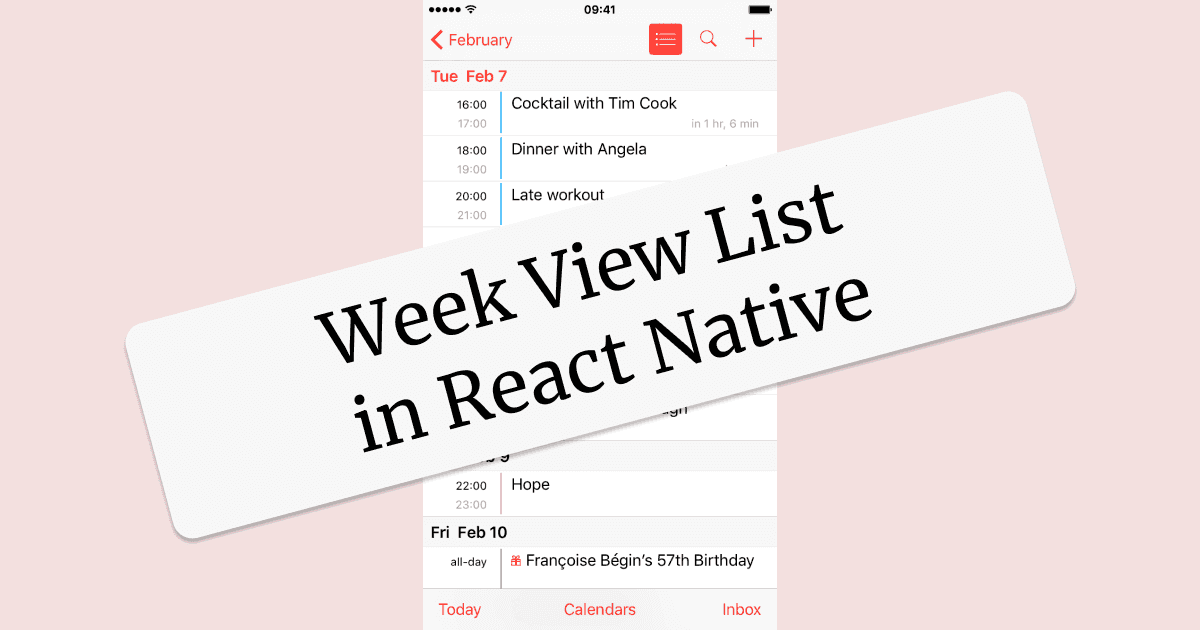 09:41
February
Tue Feb 7
16:00 Cocktail with Tim Cook
17:00 in 1 hr, 6 min
18:00 Dinner with Angela
19:00
20:00 Late workout
21:00
Week View List
in React Native
9
22:00 Hope
23:00
Fri Feb 10
all-day Françoise Bégin’s 57th Birthday
Today Calendars Inbox